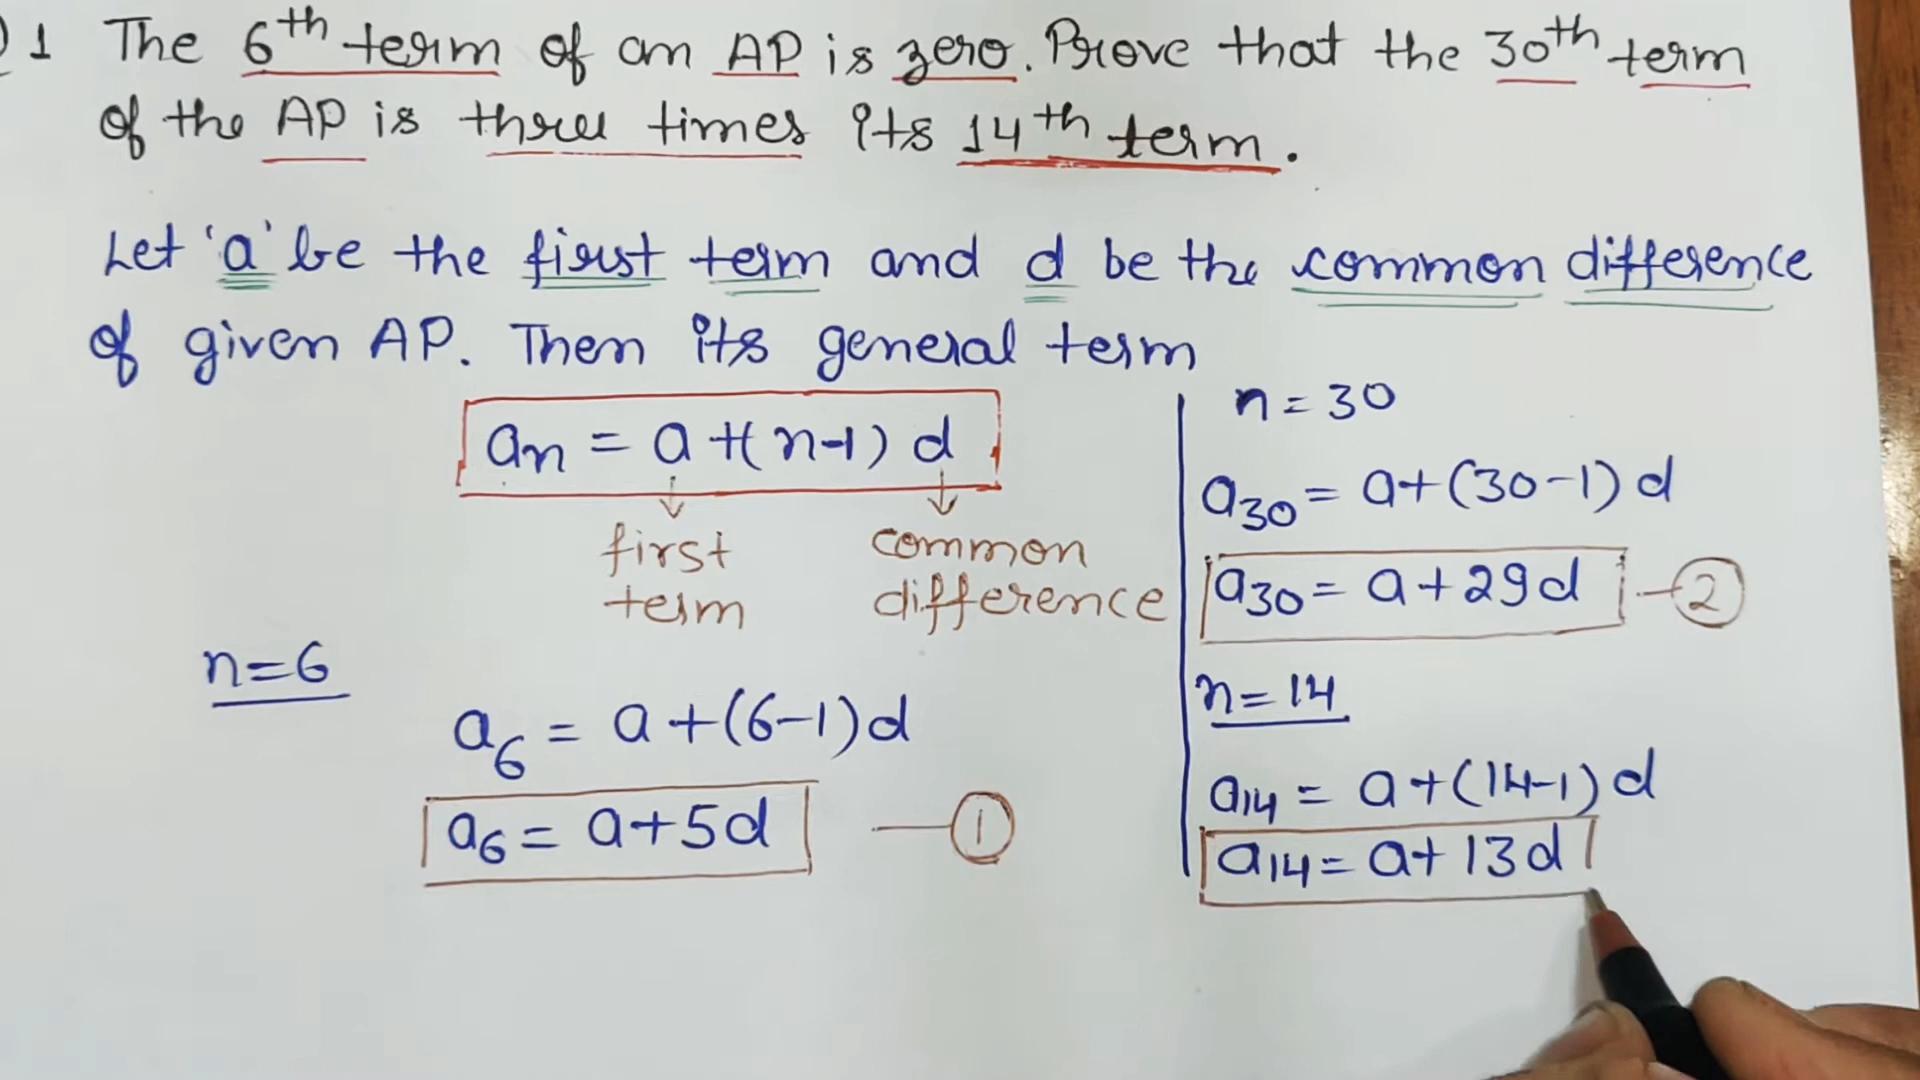 1 The 6th term of an AP is zero. Prove that the 30th term
of the AP is three times its 14th term.
Let 'a' be the first term and d be the common difference
of given AP. Then its general term
an = a+(n-1) d
first
term
common
difference
n=6
a6 = a+(6-1)d
a6 = a+5d — 1
n = 30
a30 = a+(30-1)d
a30 = a+29d — 2
n = 14
a14 = a+(14-1)d
a14 = a+13d